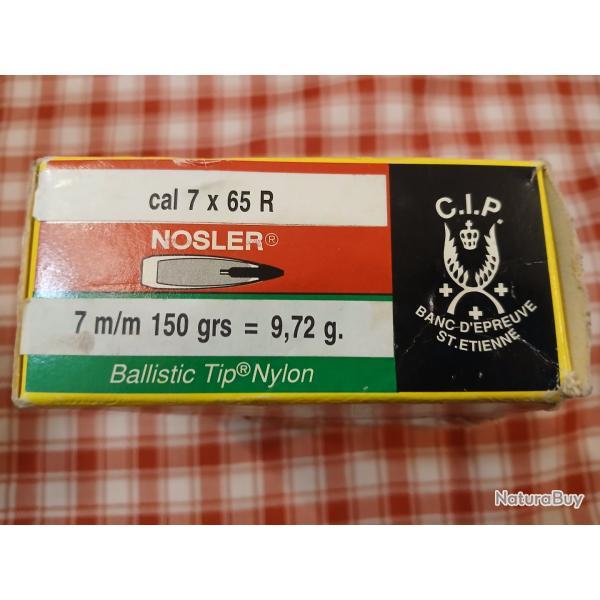 cal 7 x 65 R
NOSLER®
7 m/m 150 grs = 9,72 g.
Ballistic Tip® Nylon
C.I.P.
BANC-D'EPREUVE
ST.ETIENNE
NaturaBuy